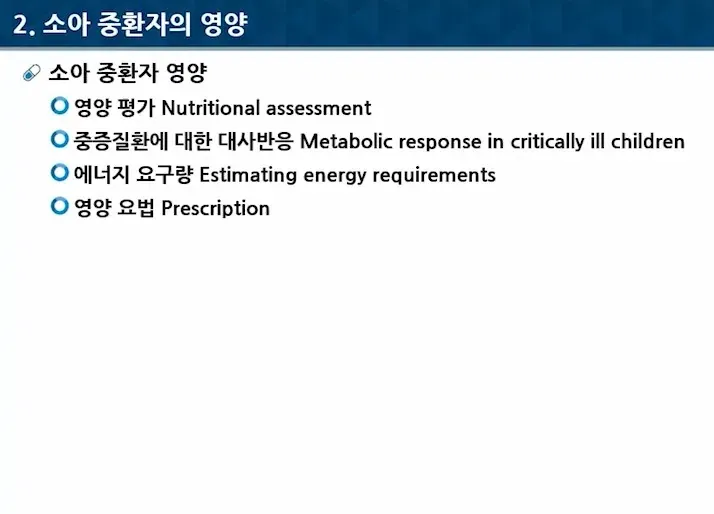 2. 소아 중환자의 영양
소아 중환자 영양
영양 평가 Nutritional assessment
중증질환에 대한 대사반응 Metabolic response in critically ill children
에너지 요구량 Estimating energy requirements
영양 요법 Prescription